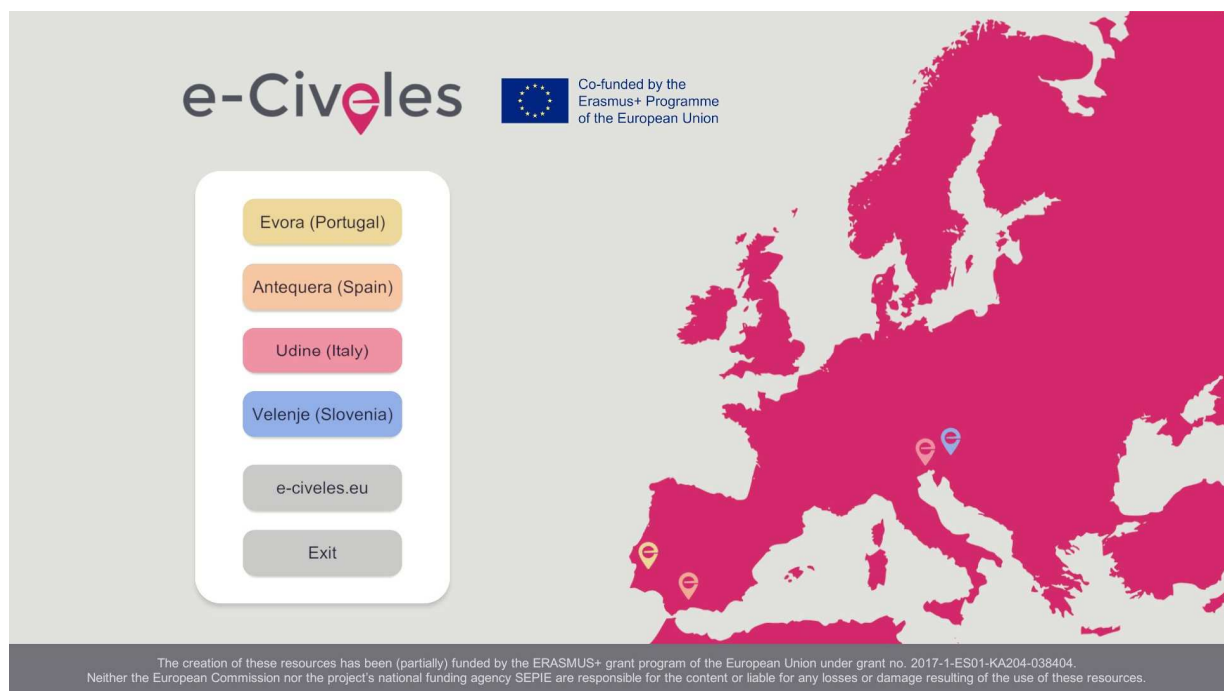 e-Civeles
Co-funded by the
Erasmus+ Programme
of the European Union
Evora (Portugal)
Antequera (Spain)
Udine (Italy)
Velenje (Slovenia)
e-civeles.eu
Exit
The creation of these resources has been (partially) funded by the ERASMUS+ grant program of the European Union under grant no. 2017-1-ES01-KA204-038404.
Neither the European Commission nor the project's national funding agency SEPIE are responsible for the content or liable for any losses or damage resulting of the use of these resources.